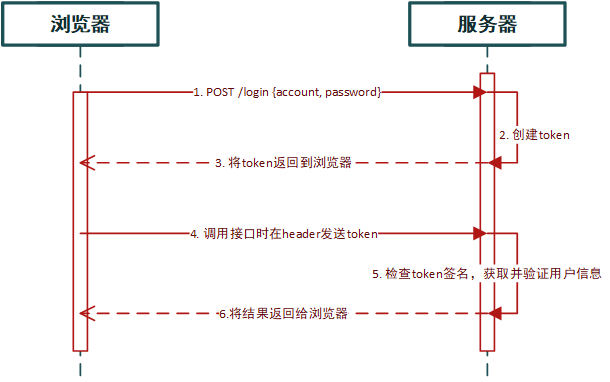 浏览器
服务器
1. POST /login {account, password}
2. 创建token
3. 将token返回到浏览器
4. 调用接口时在header发送token
5. 检查token签名，获取并验证用户信息
6.将结果返回给浏览器